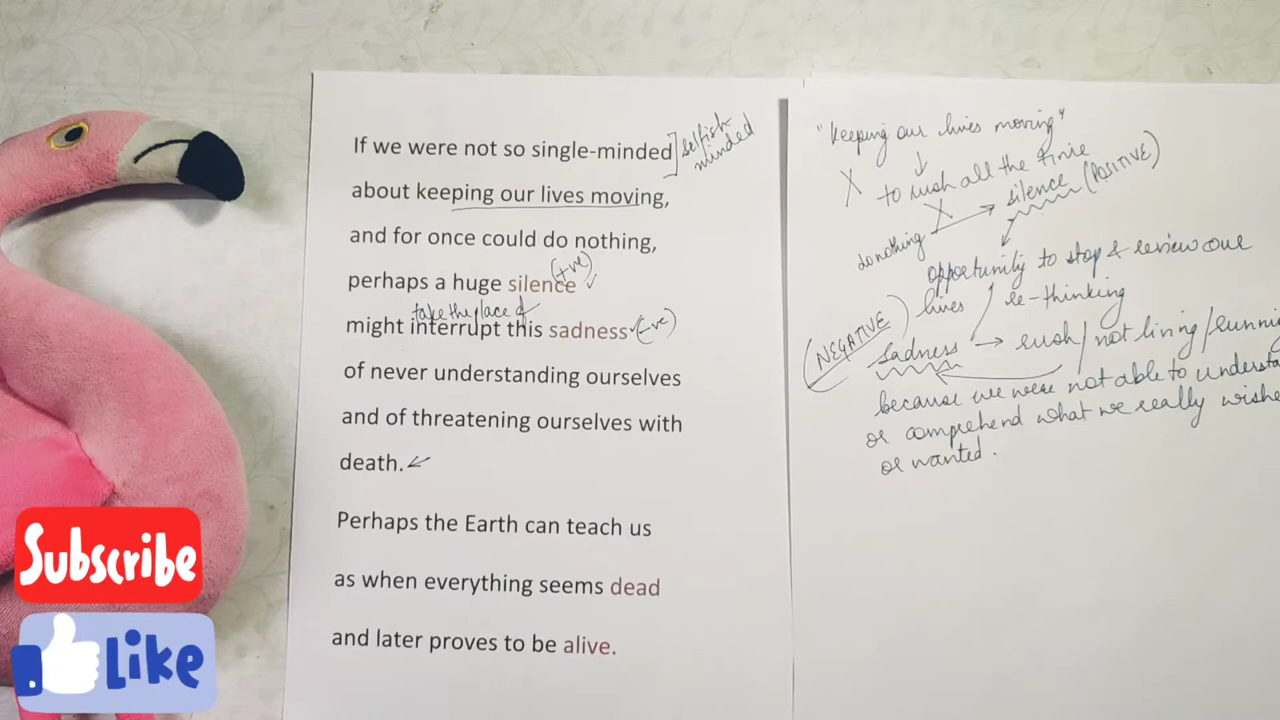 If we were not so single-minded
] selfish-
minded
about keeping our lives moving,
and for once could do nothing,
perhaps a huge silence (+ve)
take the place of
might interrupt this sadness (-ve)
of never understanding ourselves
and of threatening ourselves with
death.
Perhaps the Earth can teach us
as when everything seems dead
and later proves to be alive.
"keeping our lives moving"
X to rush all the time
do nothing X silence (POSITIVE)
opportunity to stop & review our
lives re-thinking
(NEGATIVE)
sadness → rush/not living/runnin
because we were not able to understa
or comprehend what we really wishe
or wanted.
Subscribe
Like